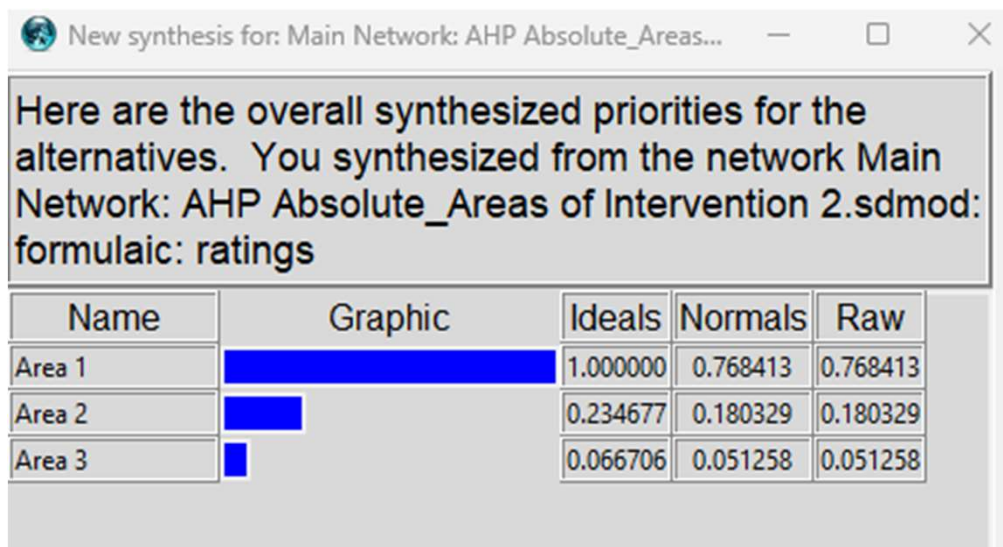 New synthesis for: Main Network: AHP Absolute_Areas...
Here are the overall synthesized priorities for the
alternatives.  You synthesized from the network Main
Network: AHP Absolute_Areas of Intervention 2.sdmod:
formulaic: ratings
Name Graphic Ideals Normals Raw
Area 1 1.000000 0.768413 0.768413
Area 2 0.234677 0.180329 0.180329
Area 3 0.066706 0.051258 0.051258